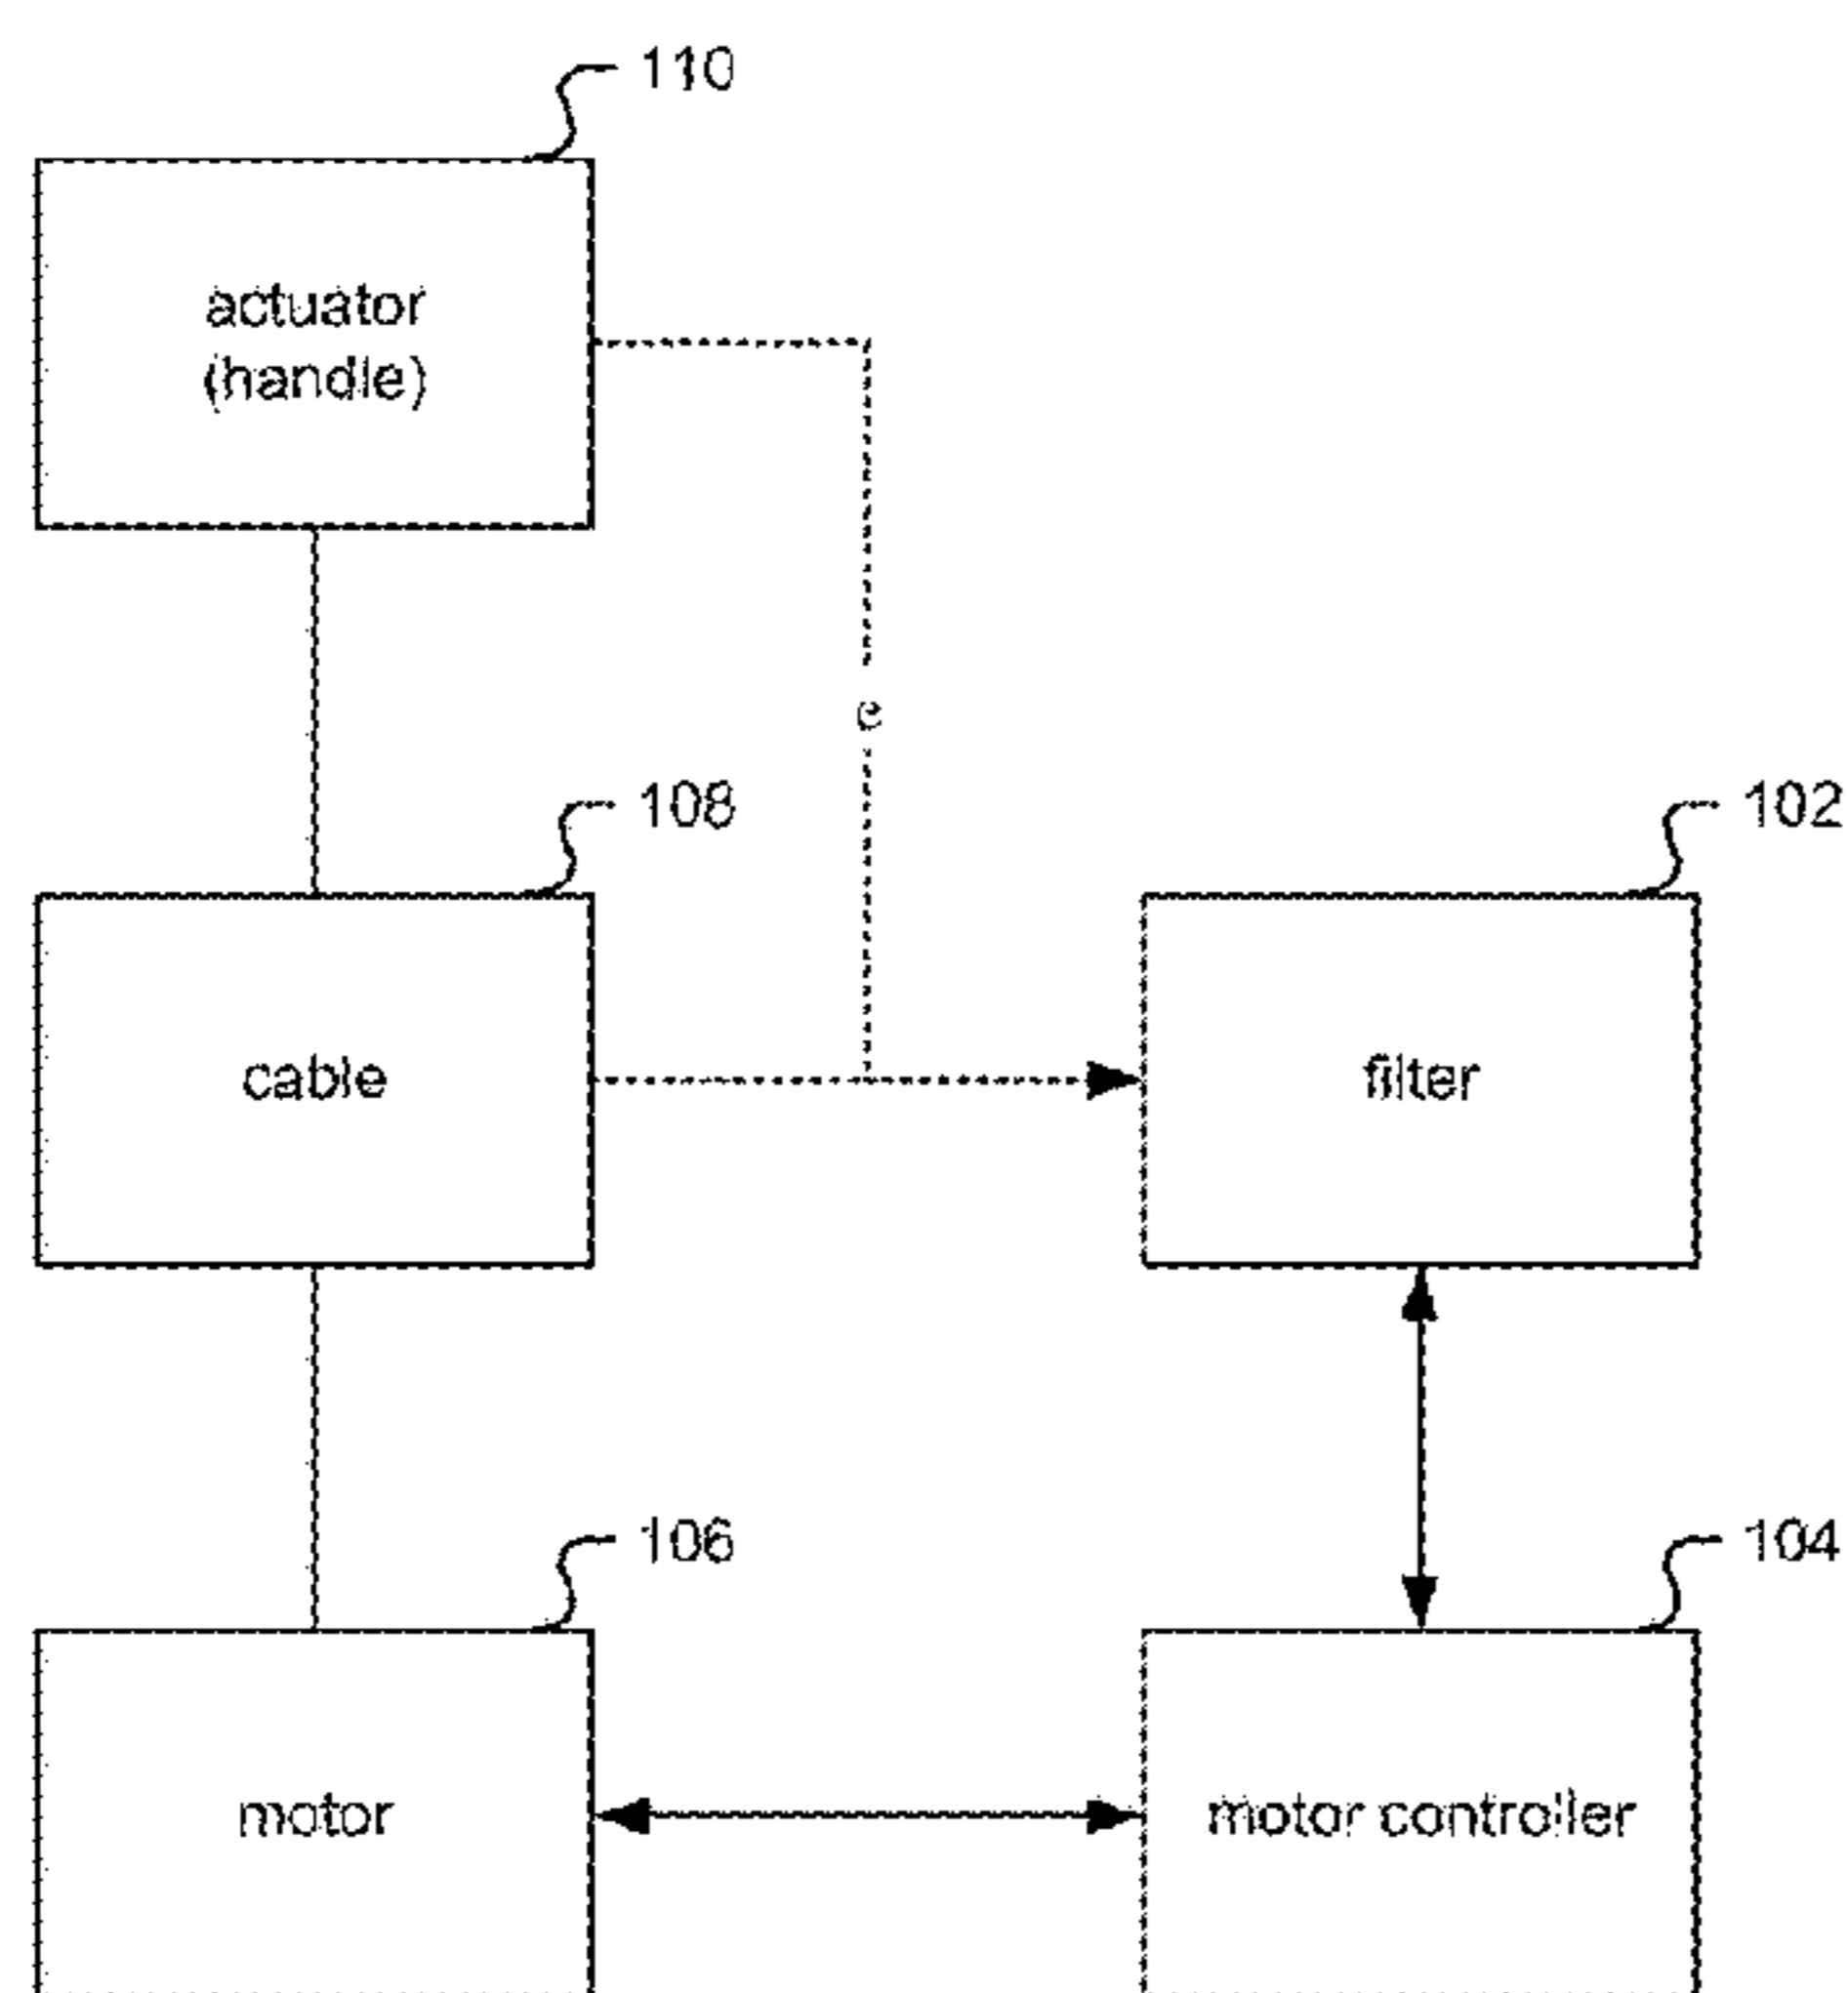 110
actuator
(handle)
e
108
102
cable
filter
106
104
motor
motor controller